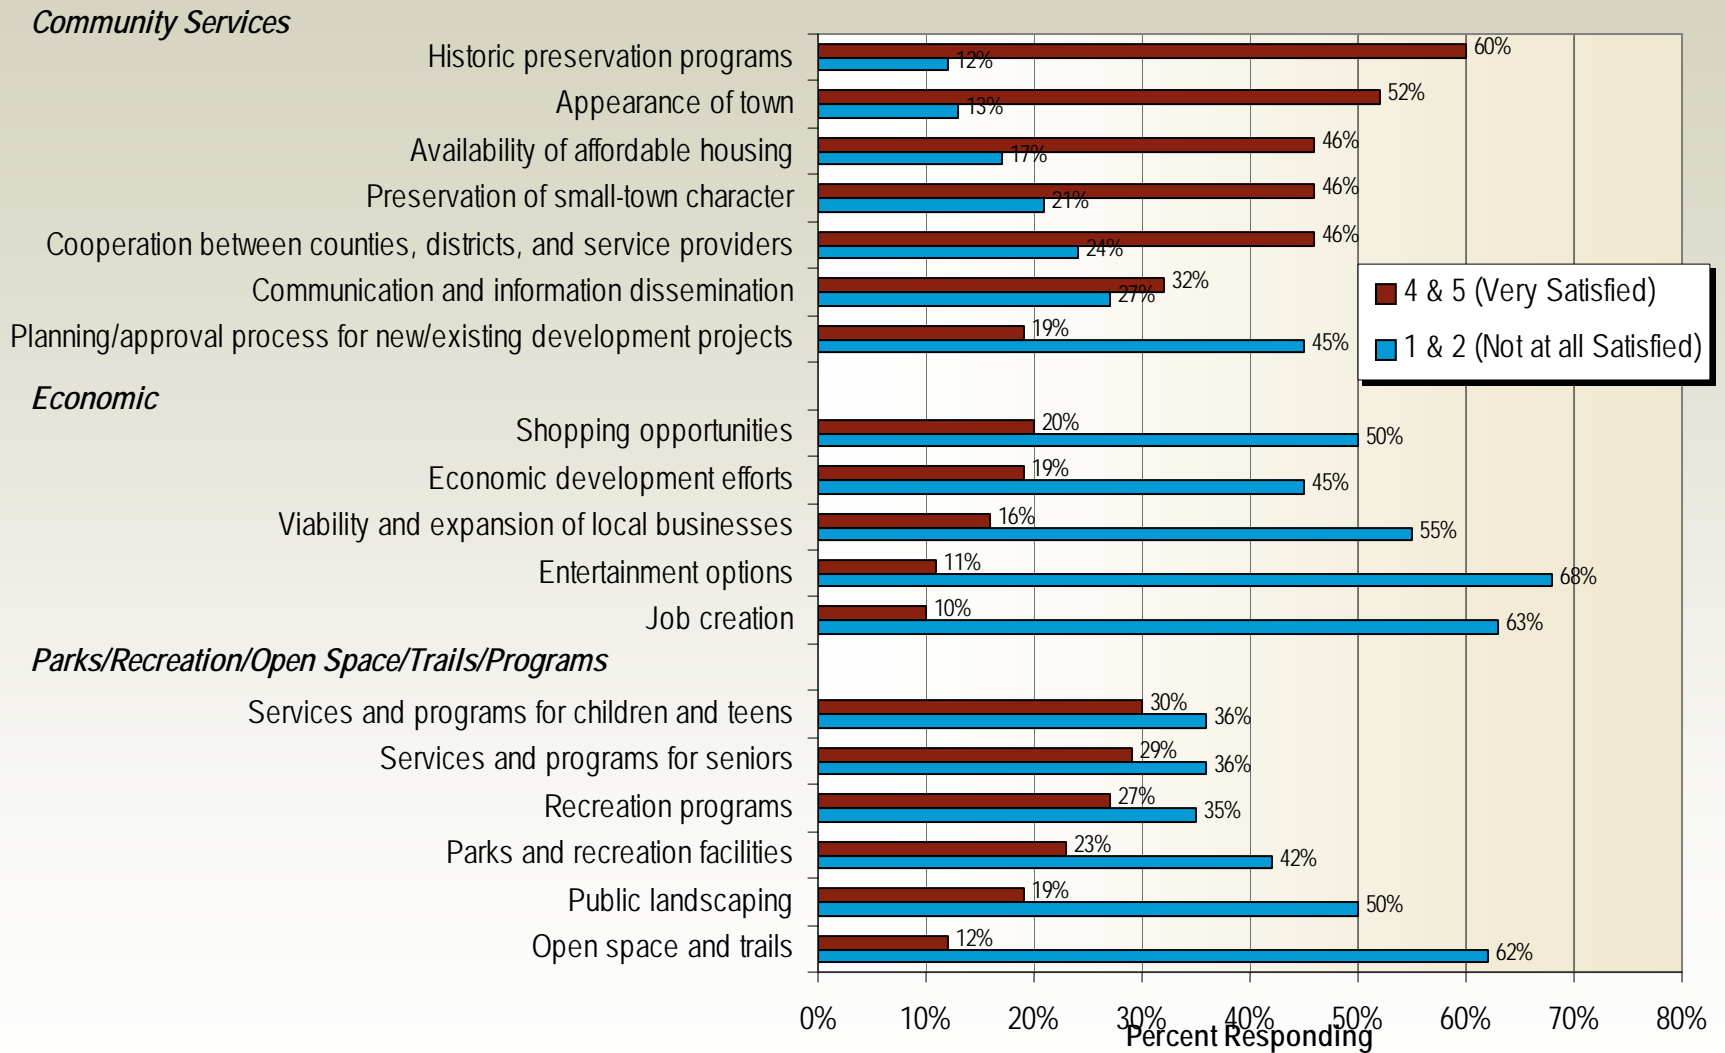 Community Services
Historic preservation programs
60%
12%
Appearance of town
52%
13%
Availability of affordable housing
46%
17%
Preservation of small-town character
46%
21%
Cooperation between counties, districts, and service providers
46%
24%
Communication and information dissemination
32%
27%
Planning/approval process for new/existing development projects
19%
45%
4 & 5 (Very Satisfied)
1 & 2 (Not at all Satisfied)
Economic
Shopping opportunities
20%
50%
Economic development efforts
19%
45%
Viability and expansion of local businesses
16%
55%
Entertainment options
11%
68%
Job creation
10%
63%
Parks/Recreation/Open Space/Trails/Programs
Services and programs for children and teens
30%
36%
Services and programs for seniors
29%
36%
Recreation programs
27%
35%
Parks and recreation facilities
23%
42%
Public landscaping
19%
50%
Open space and trails
12%
62%
0% 10% 20% 30% 40% 50% 60% 70% 80%
Percent Responding